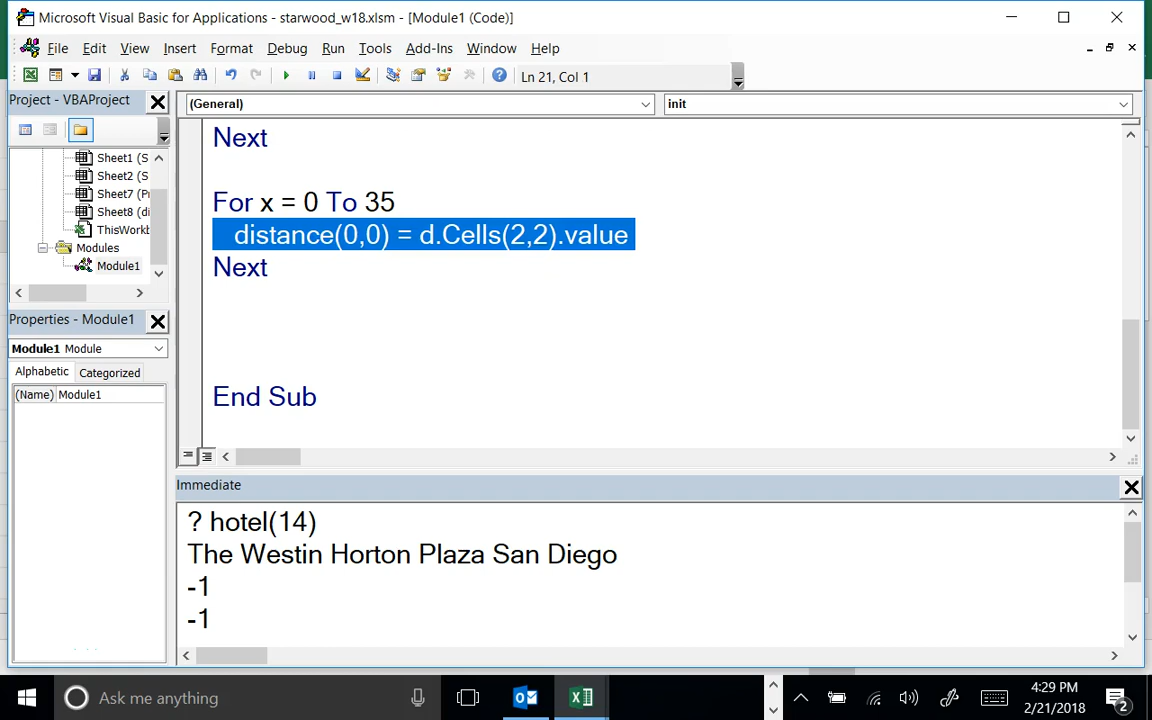 Microsoft Visual Basic for Applications - starwood_w18.xlsm - [Module1 (Code)]
File Edit View Insert Format Debug Run Tools Add-Ins Window Help
Ln 21, Col 1
Project - VBAProject
(General)
init
Sheet1 (S
Sheet2 (S
Sheet7 (P
Sheet8 (di
ThisWorkb
Modules
Module1
Next
For x = 0 To 35
distance(0,0) = d.Cells(2,2).value
Next
End Sub
Properties - Module1
Module1 Module
Alphabetic Categorized
(Name) Module1
Immediate
? hotel(14)
The Westin Horton Plaza San Diego
-1
-1
Ask me anything
4:29 PM
2/21/2018
2